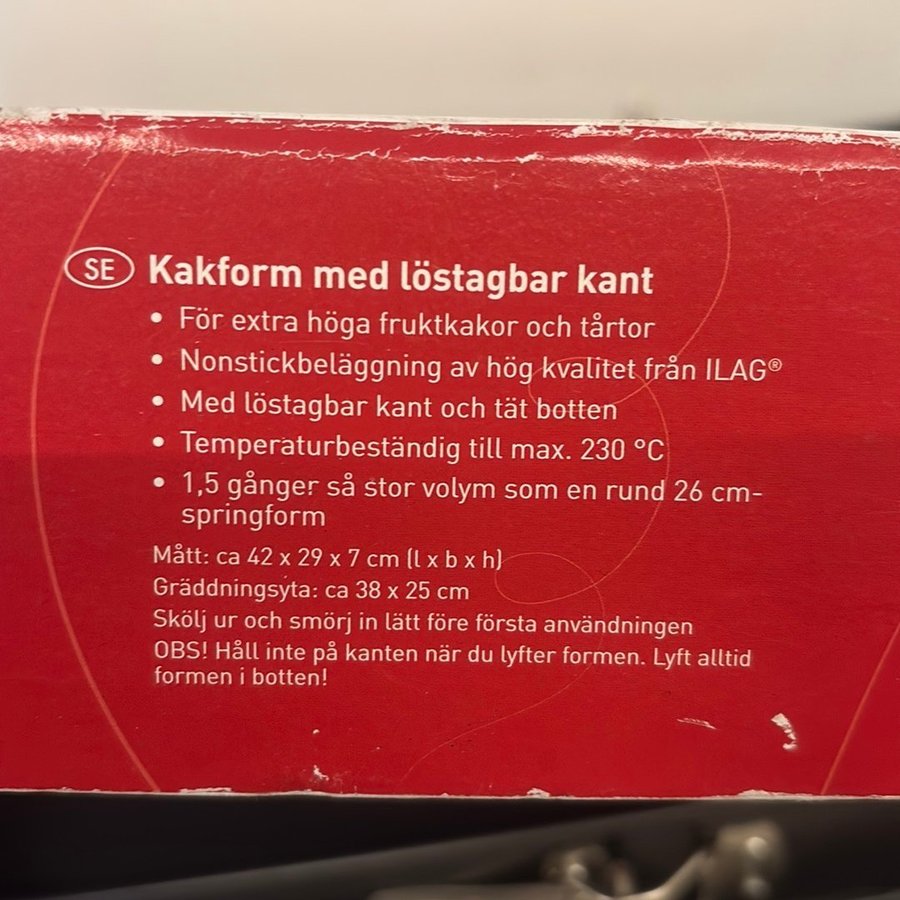 SE Kakform med löstagbar kant
• För extra höga fruktkakor och tårtor
• Nonstickbeläggning av hög kvalitet från ILAG®
• Med löstagbar kant och tät botten
• Temperaturbeständig till max. 230 °C
• 1,5 gånger så stor volym som en rund 26 cm-
springform
Mått: ca 42 x 29 x 7 cm (l x b x h)
Gräddningsyta: ca 38 x 25 cm
Skölj ur och smörj in lätt före första användningen
OBS! Håll inte på kanten när du lyfter formen. Lyft alltid
formen i botten!